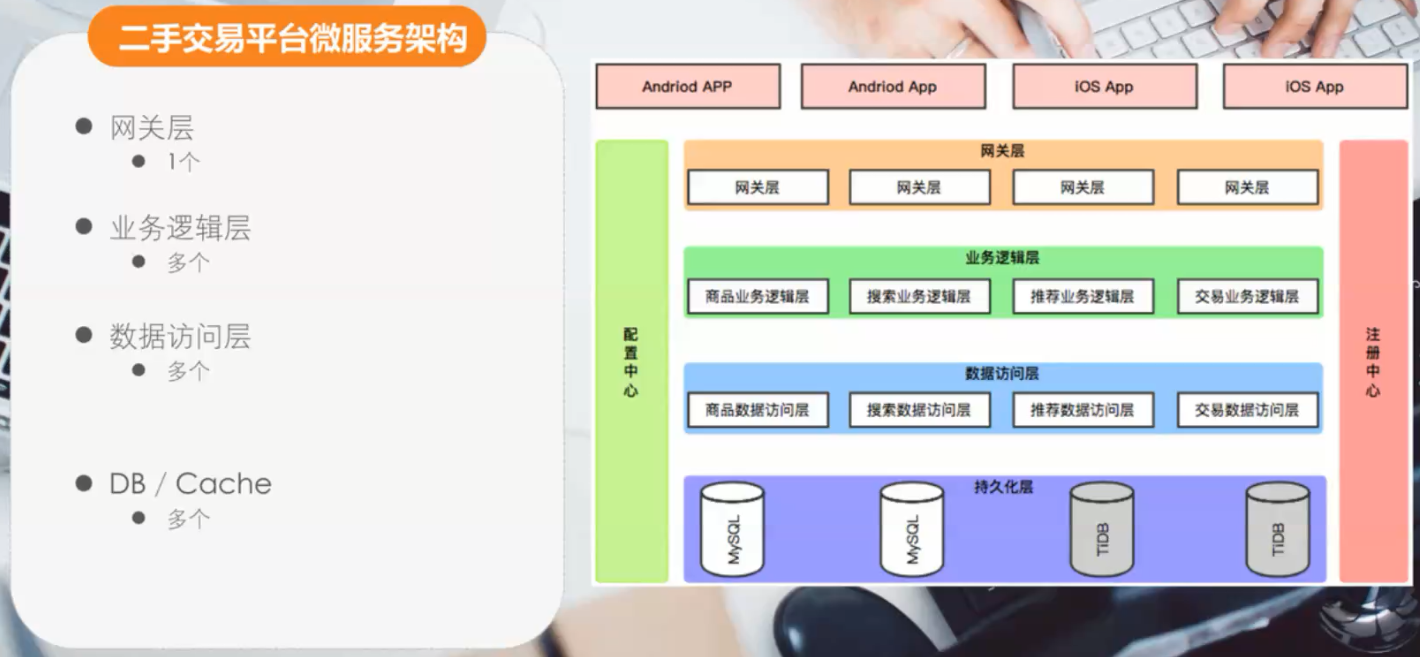 二手交易平台微服务架构
网关层
1个
业务逻辑层
多个
数据访问层
多个
DB / Cache
多个
Andriod APP
Andriod App
iOS App
iOS App
配置中心
网关层
网关层
网关层
网关层
网关层
业务逻辑层
商品业务逻辑层
搜索业务逻辑层
推荐业务逻辑层
交易业务逻辑层
数据访问层
商品数据访问层
搜索数据访问层
推荐数据访问层
交易数据访问层
持久化层
MySQL
MySQL
TiDB
TiDB
注册中心